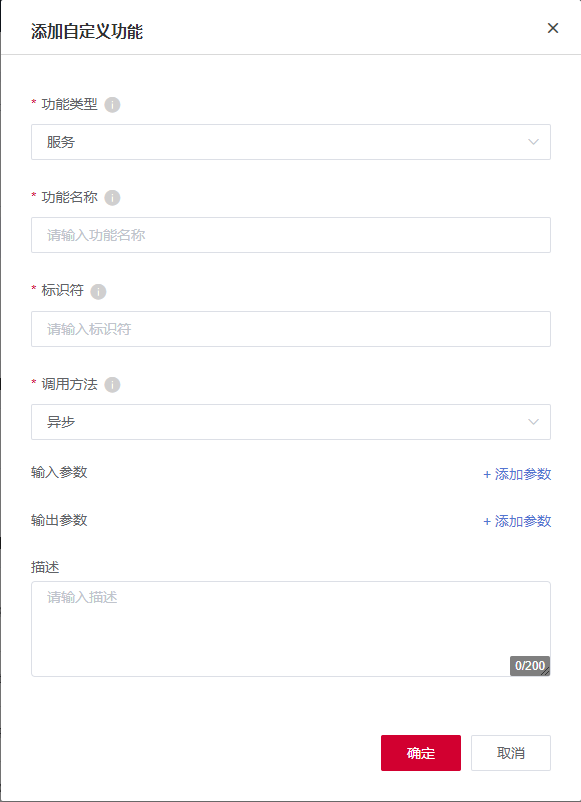 添加自定义功能
* 功能类型
服务
* 功能名称
请输入功能名称
* 标识符
请输入标识符
* 调用方法
异步
输入参数 + 添加参数
输出参数 + 添加参数
描述
请输入描述
0/200
确定 取消